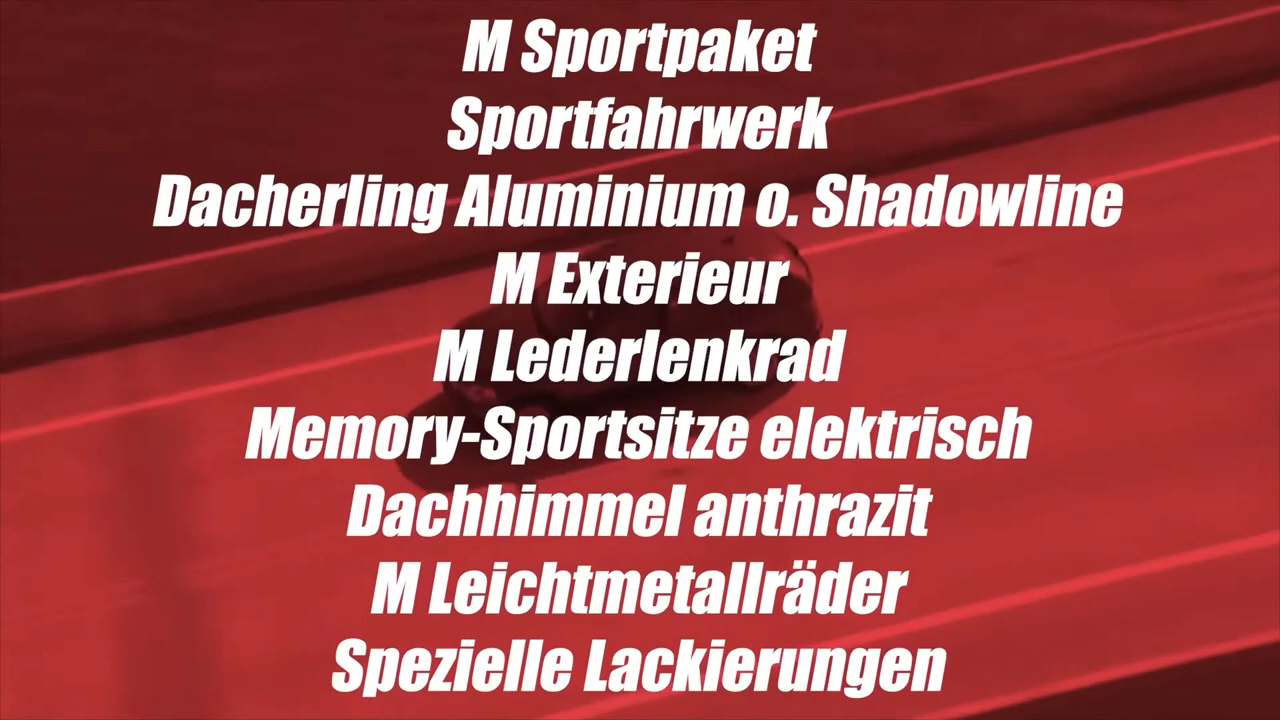 M Sportpaket
Sportfahrwerk
Dacherling Aluminium o. Shadowline
M Exterieur
M Lederlenkrad
Memory-Sportsitze elektrisch
Dachhimmel anthrazit
M Leichtmetallräder
Spezielle Lackierungen